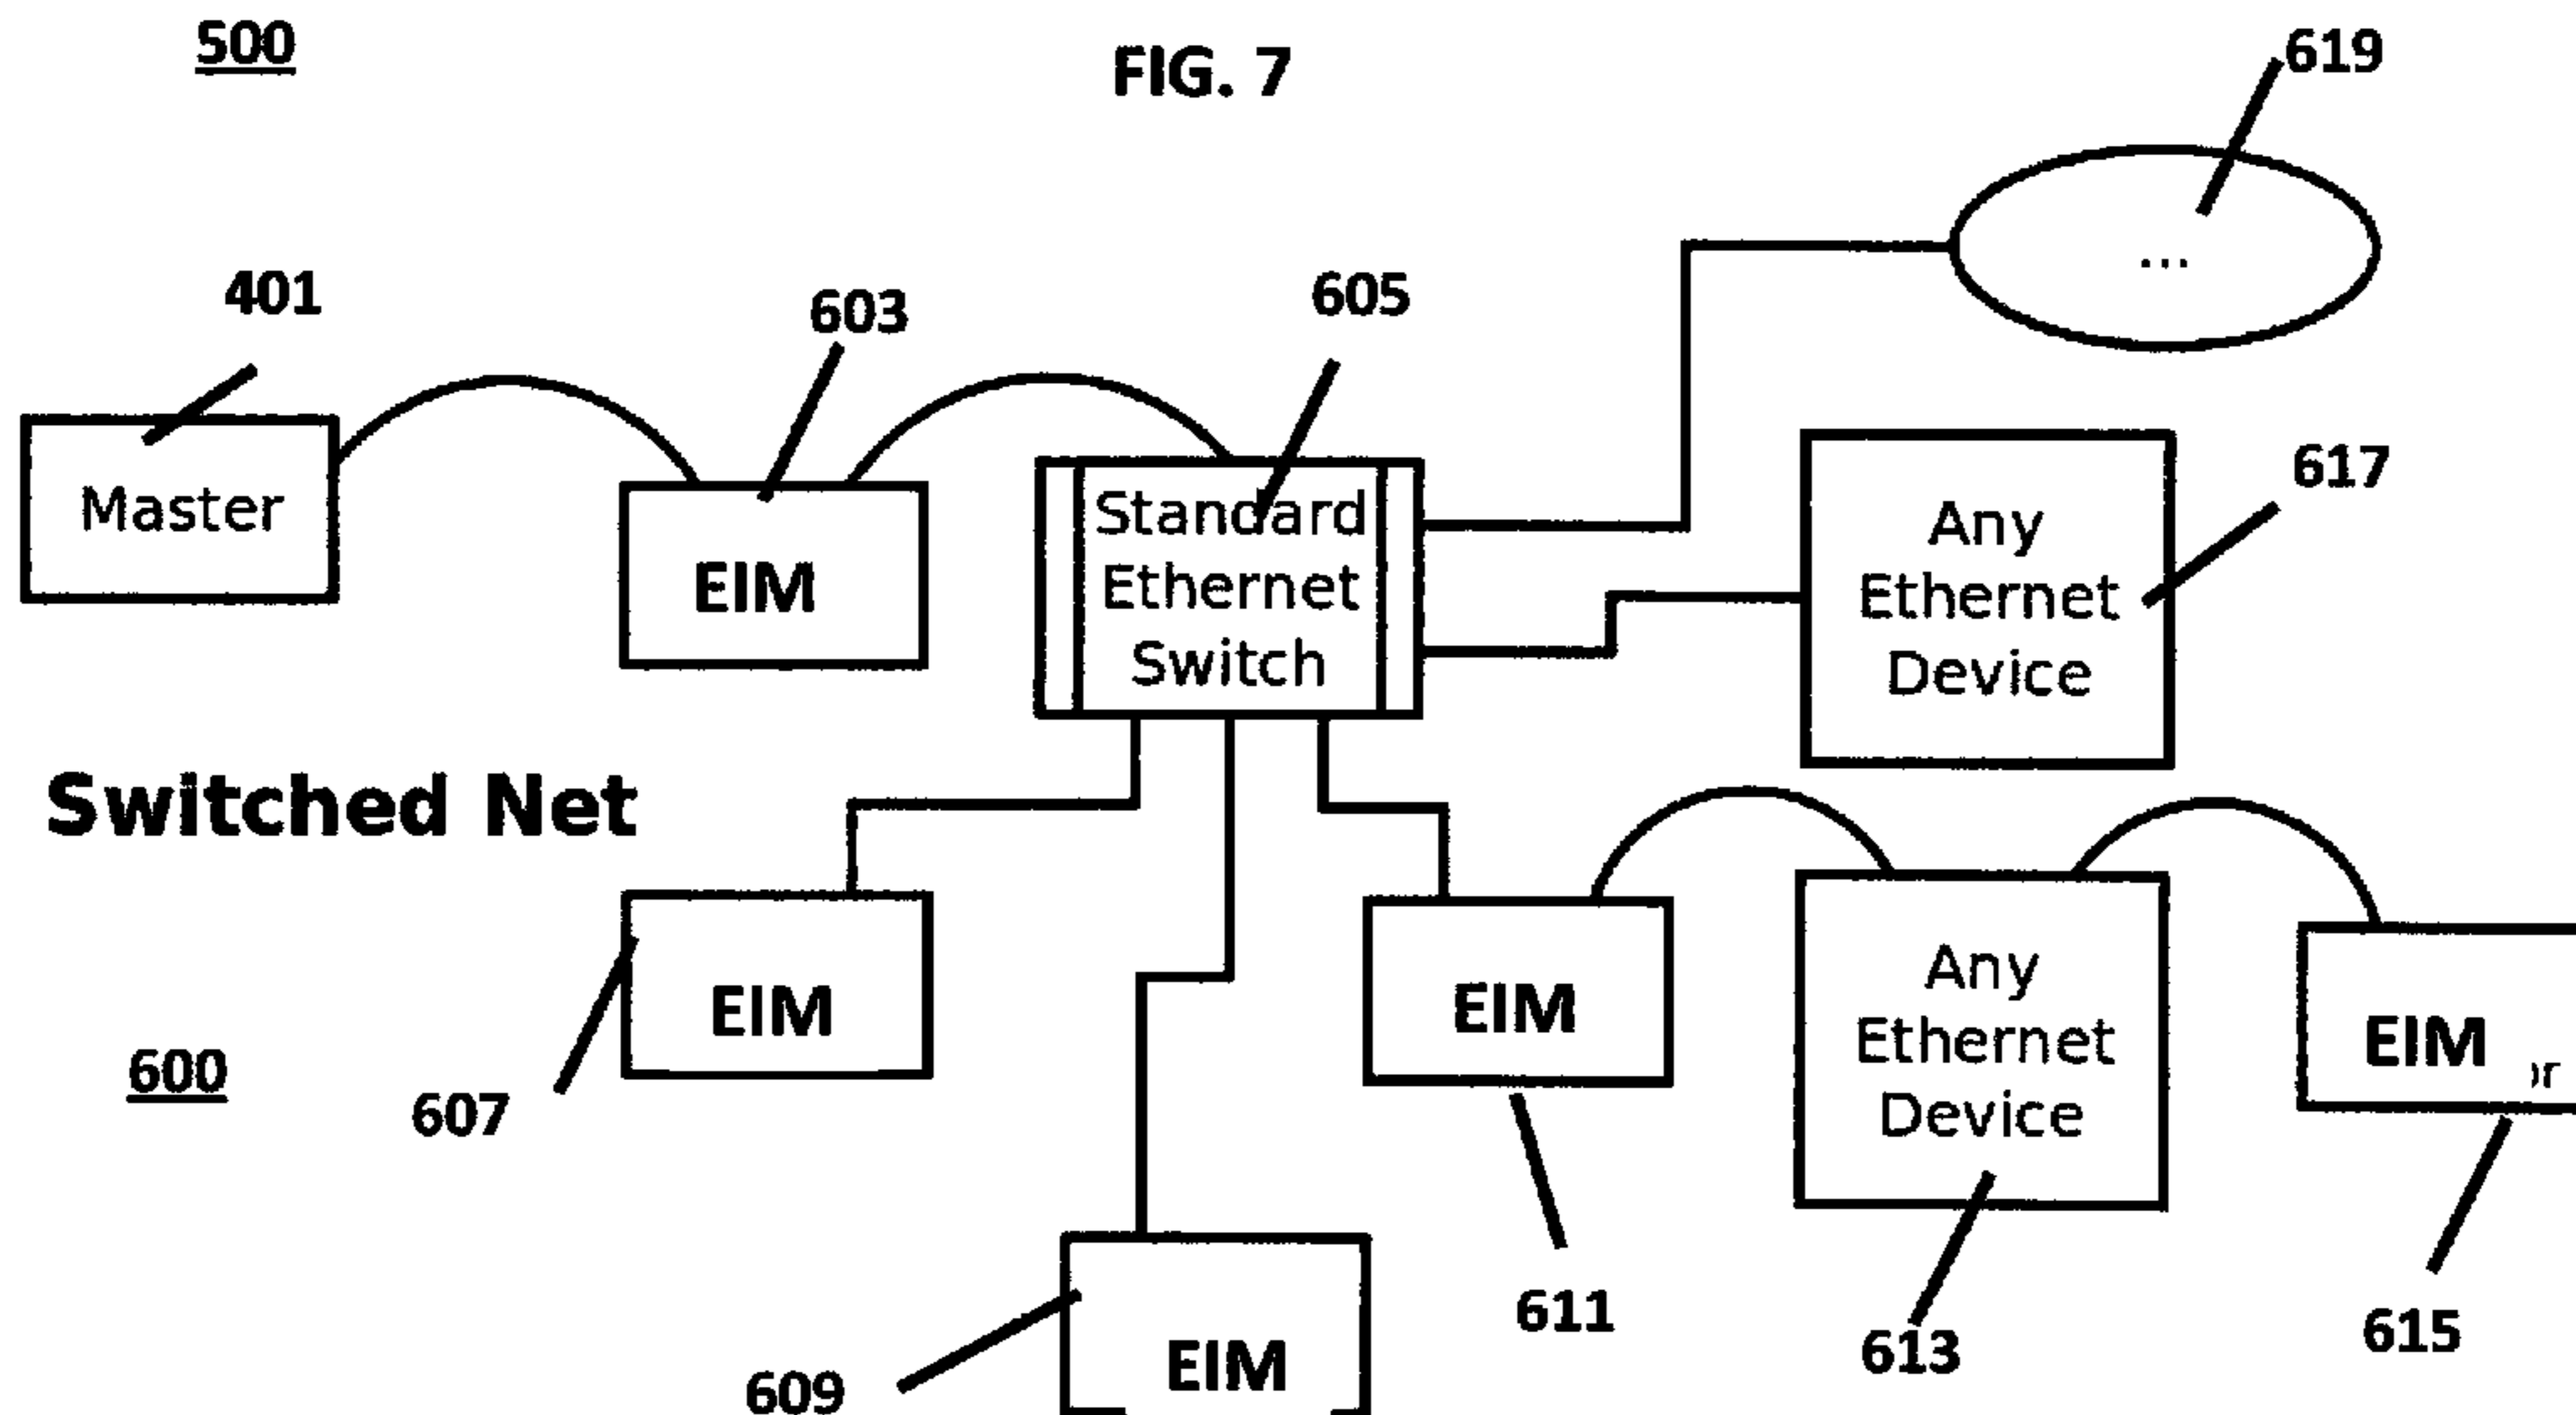 500
FIG. 7
619
401
603
605
...
617
Master
EIM
Standard
Ethernet
Switch
Any
Ethernet
Device
Switched Net
EIM
EIM
Any
Ethernet
Device
EIM
600
607
611
613
615
609
EIM